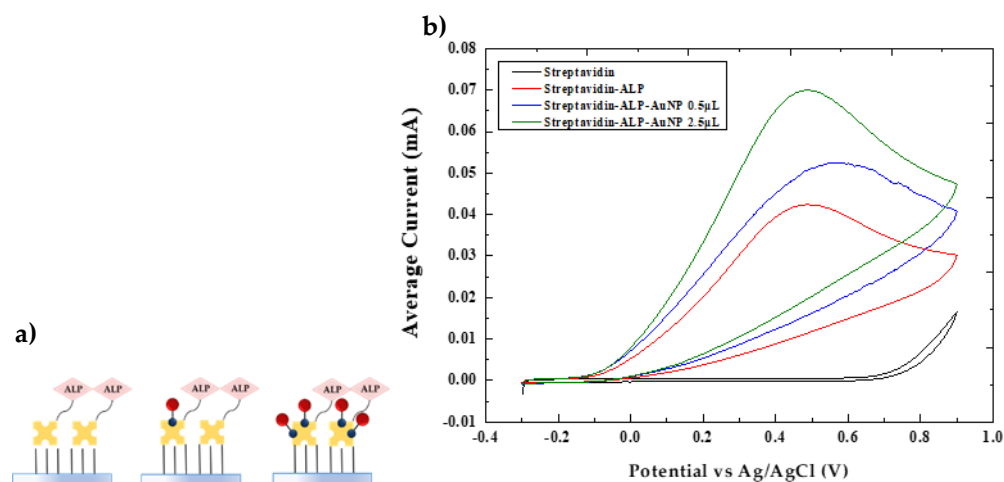 a)
ALP ALP
ALP ALP
ALP ALP
b)
Average Current (mA)
0.08
0.07
0.06
0.05
0.04
0.03
0.02
0.01
0.00
-0.01
Streptavidin
Streptavidin-ALP
Streptavidin-ALP-AuNP 0.5µL
Streptavidin-ALP-AuNP 2.5µL
-0.4 -0.2 0.0 0.2 0.4 0.6 0.8 1.0
Potential vs Ag/AgCl (V)